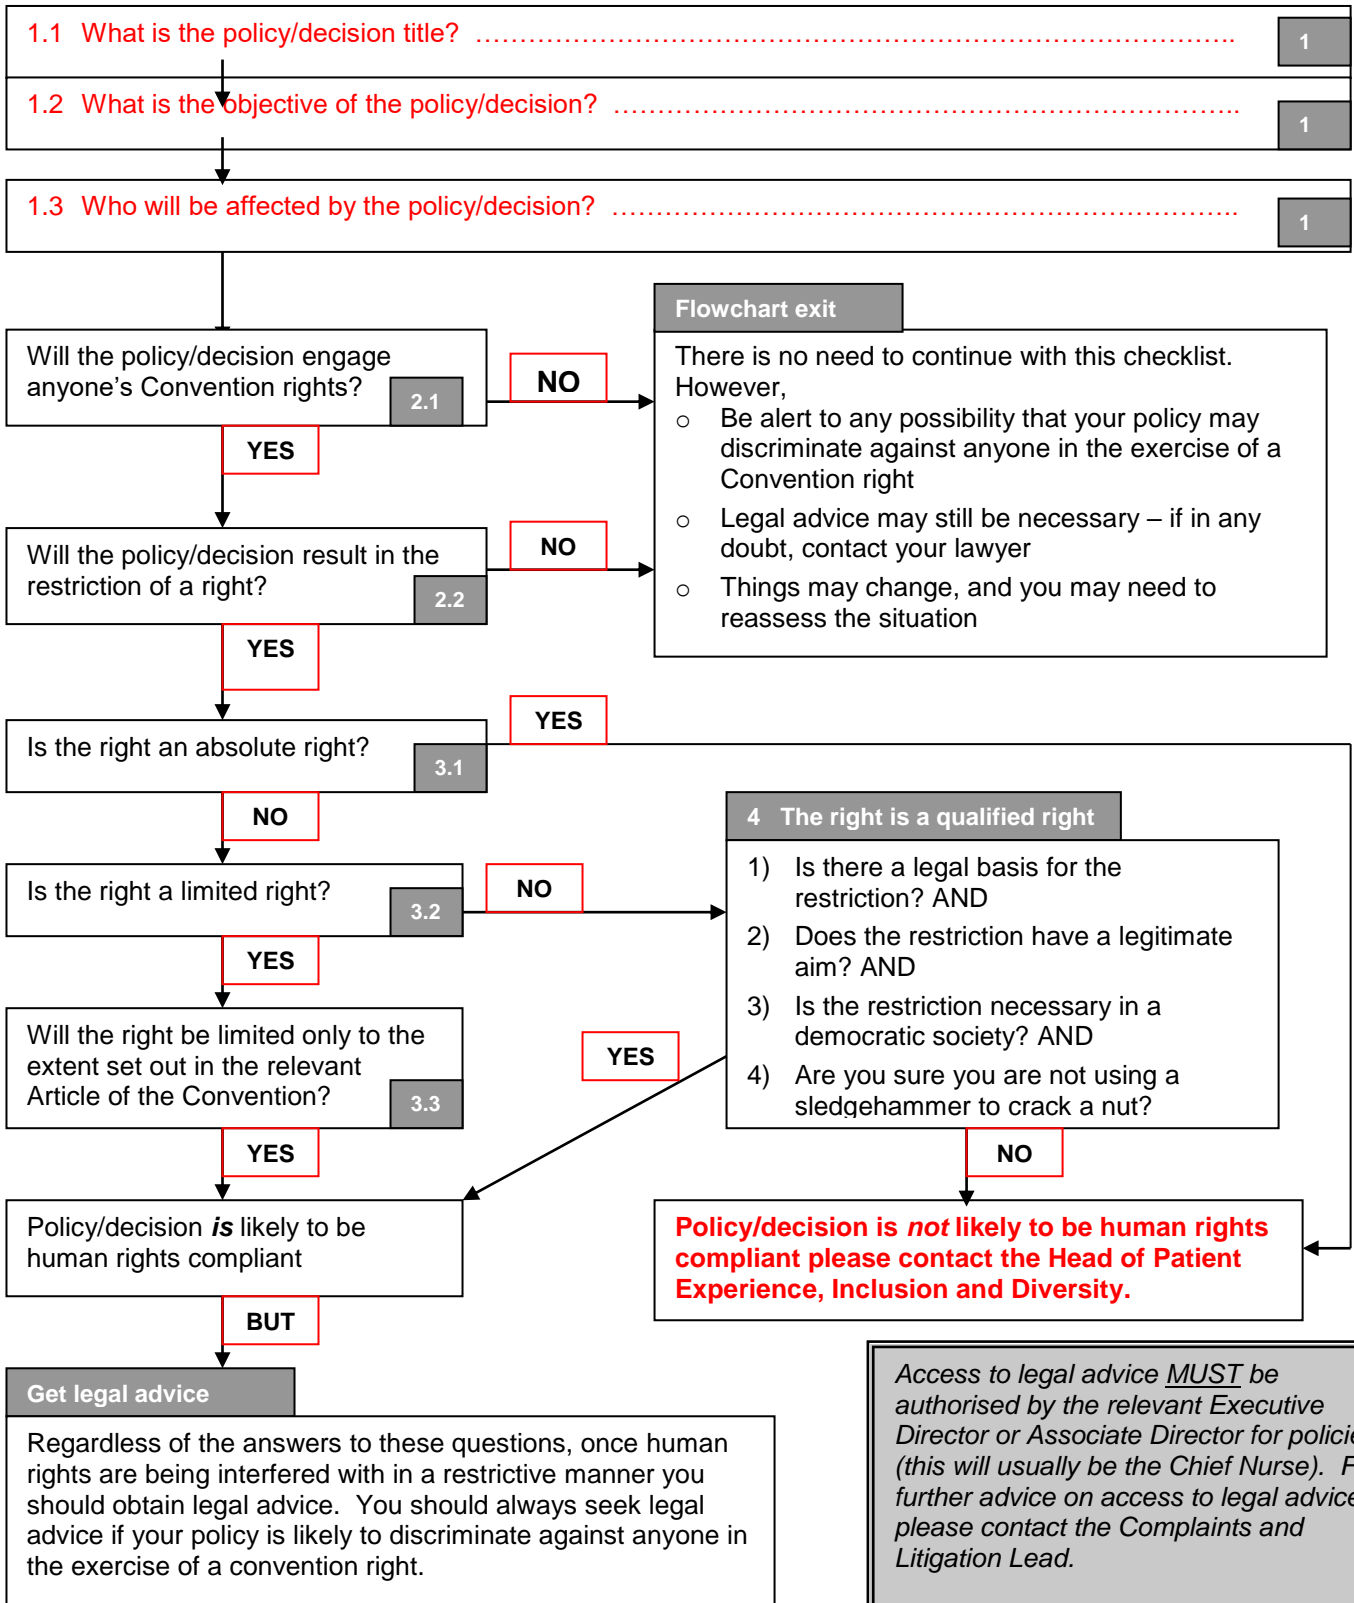 1.1 What is the policy/decision title? …………………………………………………………………………….
1
1.2 What is the objective of the policy/decision? ………………………………………………………………..
1
1.3 Who will be affected by the policy/decision? ………………………………………………………………..
1
Will the policy/decision engage
anyone’s Convention rights?
2.1
NO
YES
Flowchart exit
There is no need to continue with this checklist.
However,
o Be alert to any possibility that your policy may
discriminate against anyone in the exercise of a
Convention right
o Legal advice may still be necessary – if in any
doubt, contact your lawyer
o Things may change, and you may need to
reassess the situation
Will the policy/decision result in the
restriction of a right?
2.2
NO
YES
Is the right an absolute right?
3.1
YES
NO
Is the right a limited right?
3.2
NO
YES
4 The right is a qualified right
1) Is there a legal basis for the
restriction? AND
2) Does the restriction have a legitimate
aim? AND
3) Is the restriction necessary in a
democratic society? AND
4) Are you sure you are not using a
sledgehammer to crack a nut?
Will the right be limited only to the
extent set out in the relevant
Article of the Convention?
3.3
YES
YES
NO
Policy/decision is likely to be
human rights compliant
Policy/decision is not likely to be human rights
compliant please contact the Head of Patient
Experience, Inclusion and Diversity.
BUT
Get legal advice
Regardless of the answers to these questions, once human
rights are being interfered with in a restrictive manner you
should obtain legal advice. You should always seek legal
advice if your policy is likely to discriminate against anyone in
the exercise of a convention right.
Access to legal advice MUST be
authorised by the relevant Executive
Director or Associate Director for policie
(this will usually be the Chief Nurse). F
further advice on access to legal advice
please contact the Complaints and
Litigation Lead.